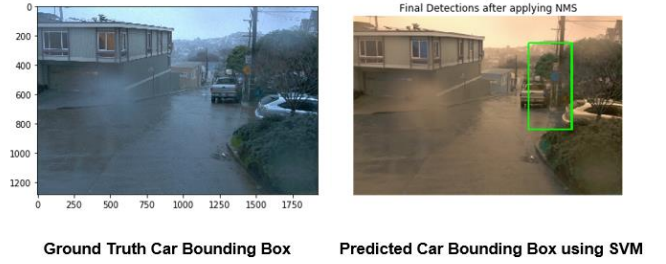 Final Detections after applying NMS
0
200
400
600
800
1000
1200
0 250 500 750 1000 1250 1500 1750
Ground Truth Car Bounding Box
Predicted Car Bounding Box using SVM